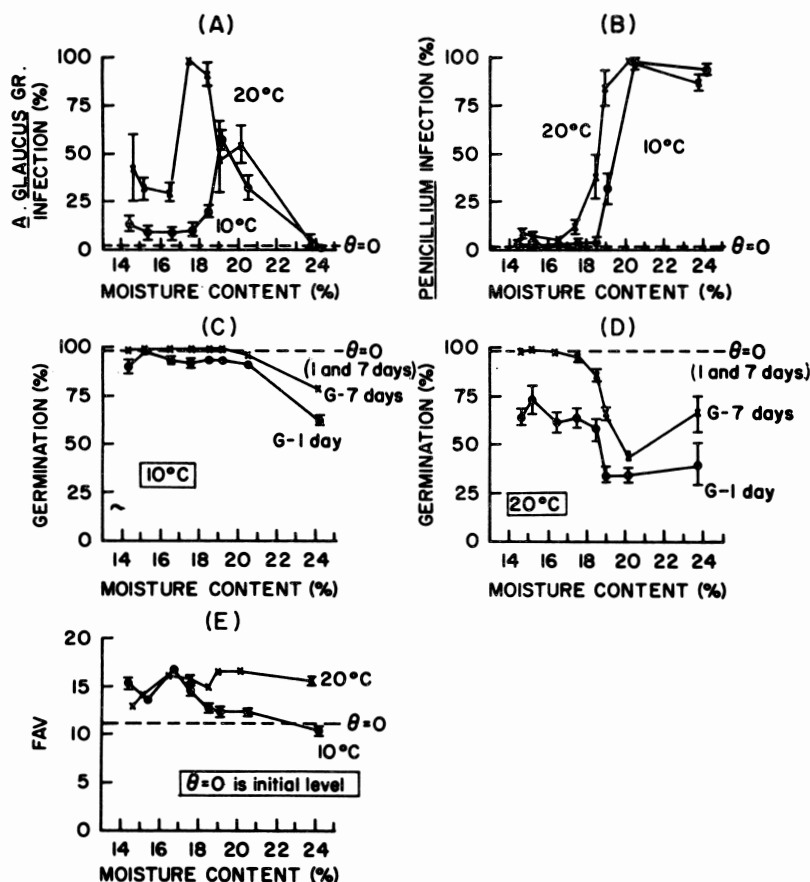 (A)
A. GLAUCUS GR.
INFECTION (%)
100
75
50
25
0
20°C
10°C
θ=0
14 16 18 20 22 24
MOISTURE CONTENT (%)
(B)
PENICILLIUM INFECTION (%)
100
75
50
25
0
20°C
10°C
θ=0
14 16 18 20 22 24
MOISTURE CONTENT (%)
(C)
GERMINATION (%)
100
75
50
25
θ=0
(1 and 7 days)
G-7 days
G-1 day
10°C
14 16 18 20 22 24
MOISTURE CONTENT (%)
(D)
GERMINATION (%)
100
75
50
25
0
θ=0
(1 and 7 days)
G-7 days
G-1 day
20°C
14 16 18 20 22 24
MOISTURE CONTENT (%)
(E)
FAV
20
15
10
5
0
20°C
θ=0
10°C
θ=0 is initial level
14 16 18 20 22 24
MOISTURE CONTENT (%)